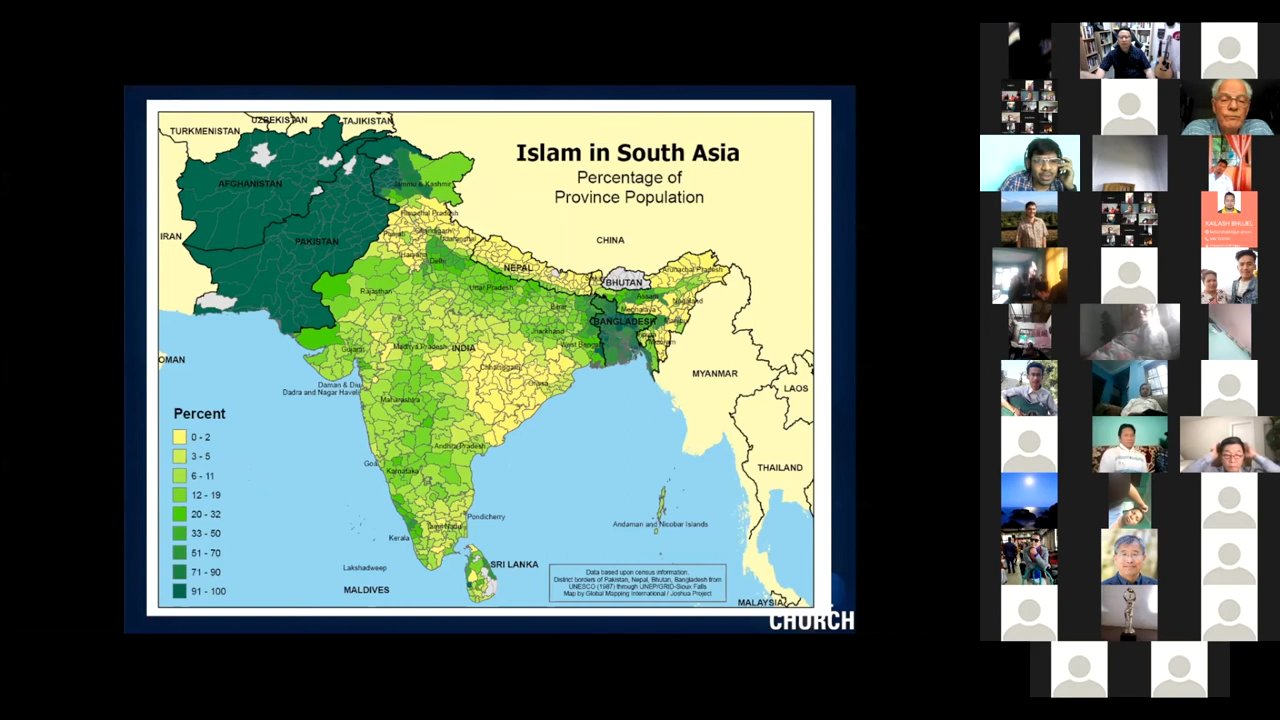 Islam in South Asia
Percentage of
Province Population
UZBEKISTAN
TAJIKISTAN
TURKMENISTAN
AFGHANISTAN
Jammu & Kashmir
Himachal Pradesh
IRAN
PAKISTAN
CHINA
Delhi
NEPAL
Arunachal Pradesh
BHUTAN
Rajasthan
Uttar Pradesh
Assam
Nagaland
Bihar
Meghalaya
BANGLADESH
Jharkhand
West Bengal
OMAN
Gujarat
Madhya Pradesh
INDIA
Chhattisgarh
MYANMAR
LAOS
Daman & Diu
Dadra and Nagar Haveli
Orissa
Maharashtra
Percent
0 - 2
3 - 5
6 - 11
12 - 19
20 - 32
33 - 50
51 - 70
71 - 90
91 - 100
Andhra Pradesh
Goa
Karnataka
THAILAND
Pondicherry
Andaman and Nicobar Islands
Tamil Nadu
Kerala
Lakshadweep
SRI LANKA
MALDIVES
Data based upon census information.
District borders of Pakistan, Nepal, Bhutan, Bangladesh from
UNESCO (1987) through UNEP/GRID-Sioux Falls
Map by Global Mapping International / Joshua Project
MALAYSIA
CHURCH
KAILASH BHUJEL